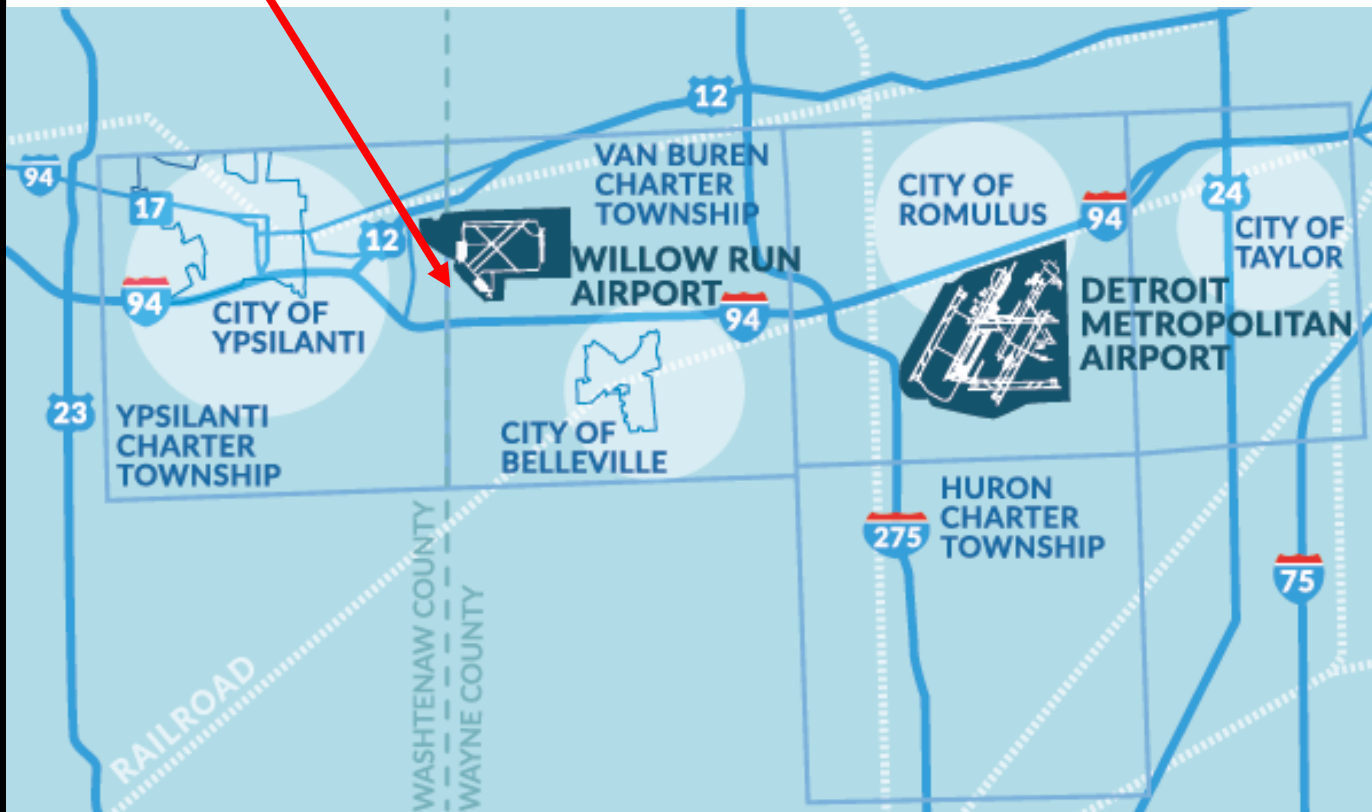 12
VAN BUREN
CHARTER
TOWNSHIP
94
17
12
CITY OF
ROMULUS
94
24
CITY OF
TAYLOR
WILLOW RUN
AIRPORT
94
94
CITY OF
YPSILANTI
DETROIT
METROPOLITAN
AIRPORT
23
YPSILANTI
CHARTER
TOWNSHIP
CITY OF
BELLEVILLE
HURON
CHARTER
TOWNSHIP
275
75
RAILROAD
WASHTENAW COUNTY
WAYNE COUNTY